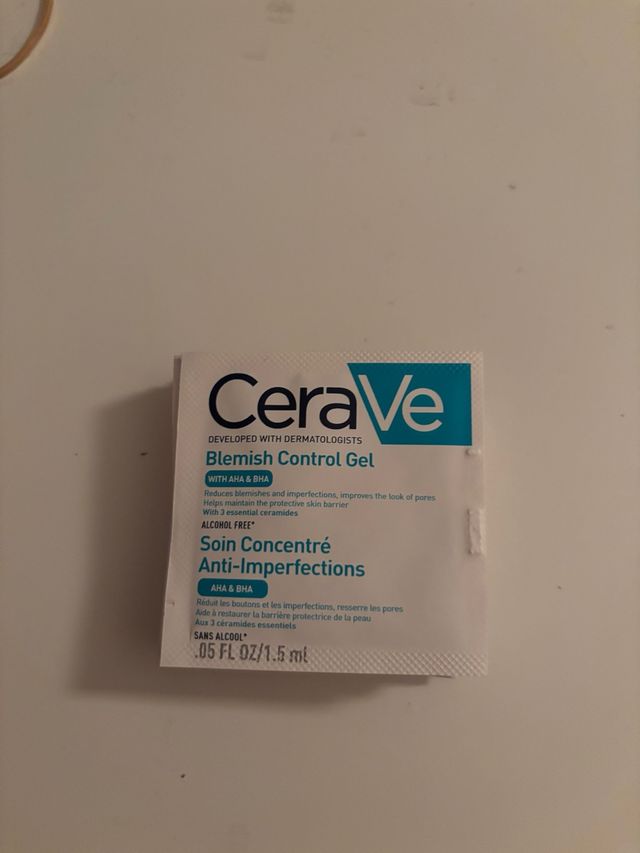 CeraVe
DEVELOPED WITH DERMATOLOGISTS
Blemish Control Gel
WITH AHA & BHA
Reduces blemishes and imperfections, improves the look of pores
Helps maintain the protective skin barrier
With 3 essential ceramides
ALCOHOL FREE*
Soin Concentré
Anti-Imperfections
AHA & BHA
Réduit les boutons et les imperfections, resserre les pores
Aide à restaurer la barrière protectrice de la peau
Aux 3 céramides essentiels
SANS ALCOOL*
.05 FL OZ/1.5 ml